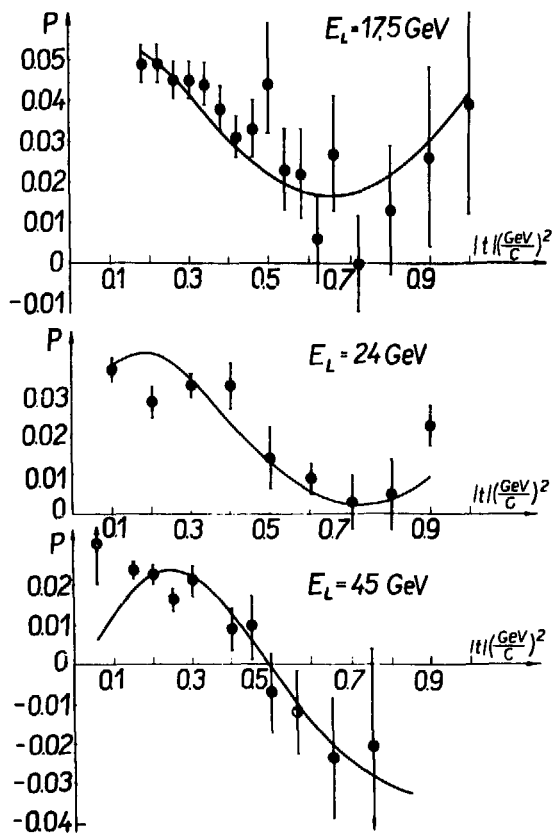 P
E_L = 17,5 GeV
0.05
0.04
0.03
0.02
0.01
0
-0.01
0.1 0.3 0.5 0.7 0.9
|t|(GeV/c)^2
P
E_L = 24 GeV
0.03
0.02
0.01
0
0.1 0.3 0.5 0.7 0.9
|t|(GeV/c)^2
P
E_L = 45 GeV
0.02
0.01
0
-0.01
-0.02
-0.03
-0.04
0.1 0.3 0.5 0.7 0.9
|t|(GeV/c)^2